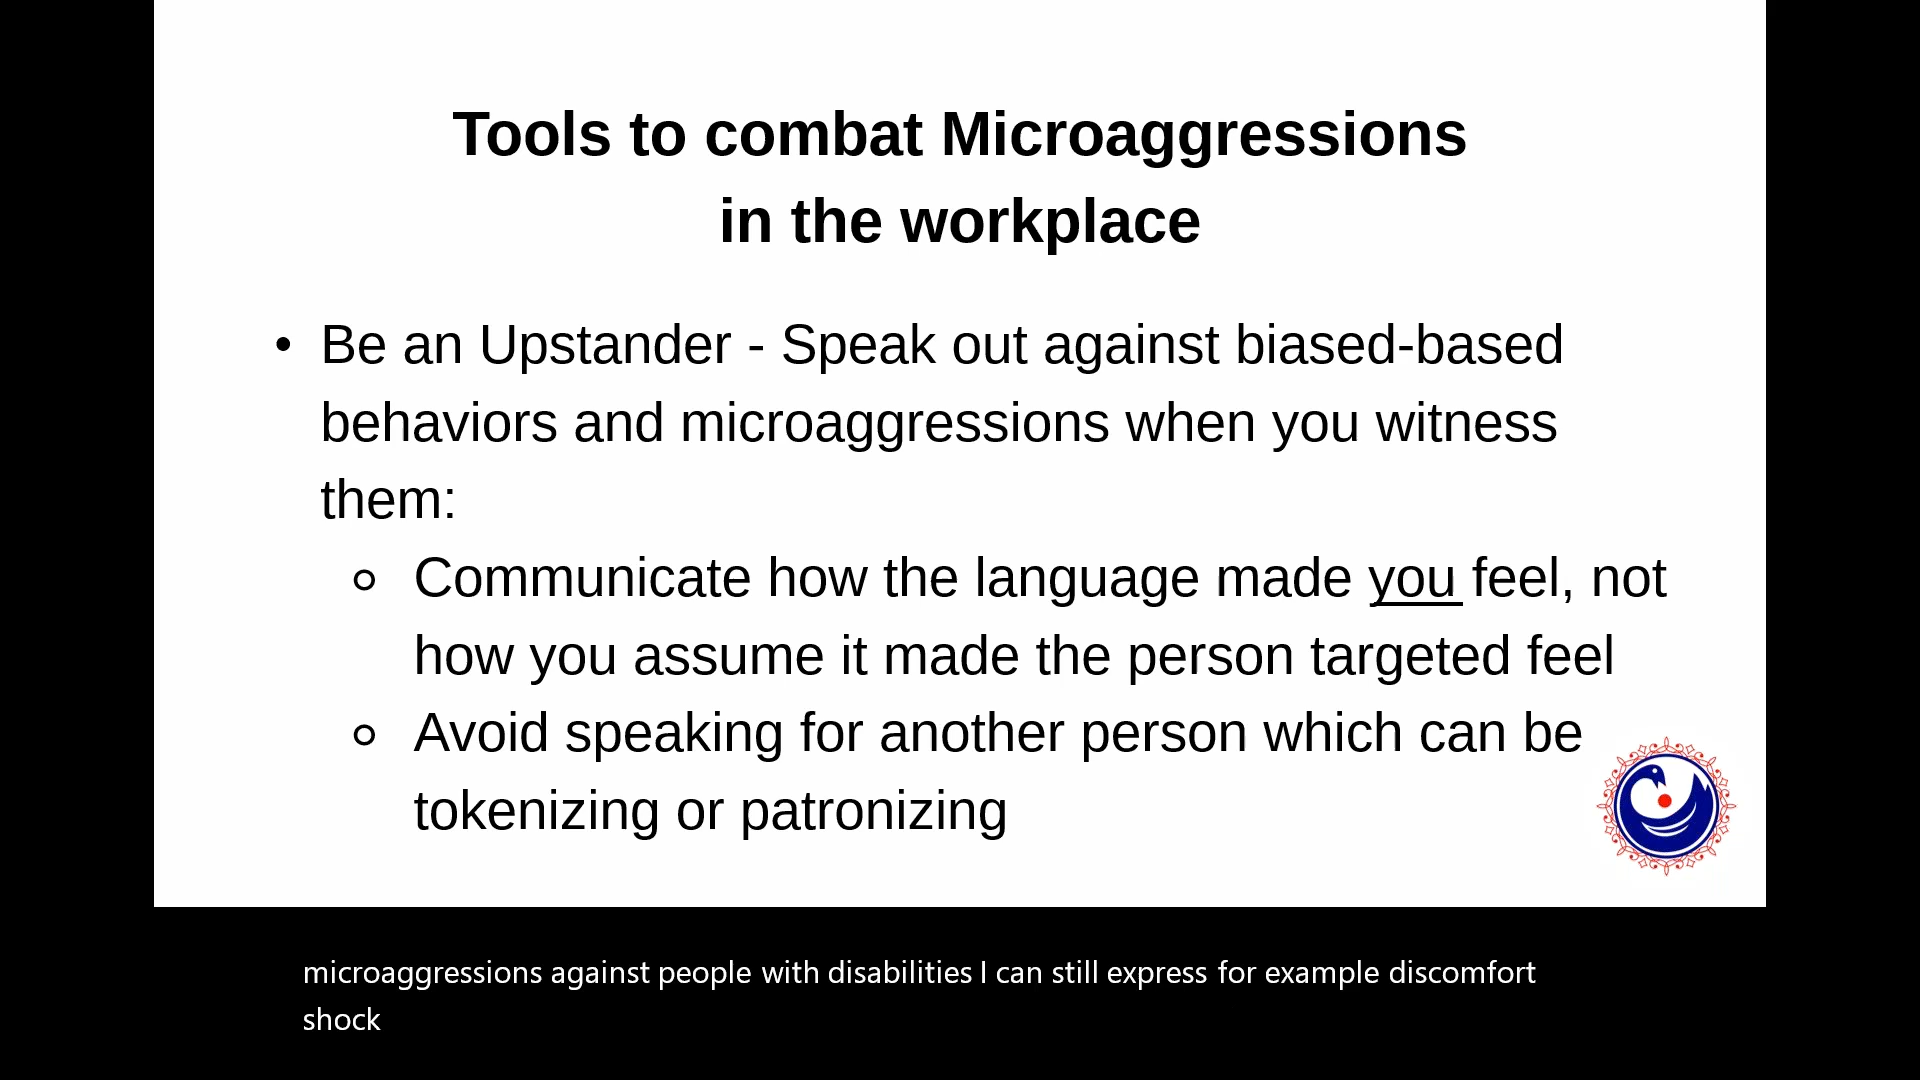 Tools to combat Microaggressions
in the workplace
• Be an Upstander - Speak out against biased-based
behaviors and microaggressions when you witness
them:
○ Communicate how the language made you feel, not
how you assume it made the person targeted feel
○ Avoid speaking for another person which can be
tokenizing or patronizing
microaggressions against people with disabilities I can still express for example discomfort
shock